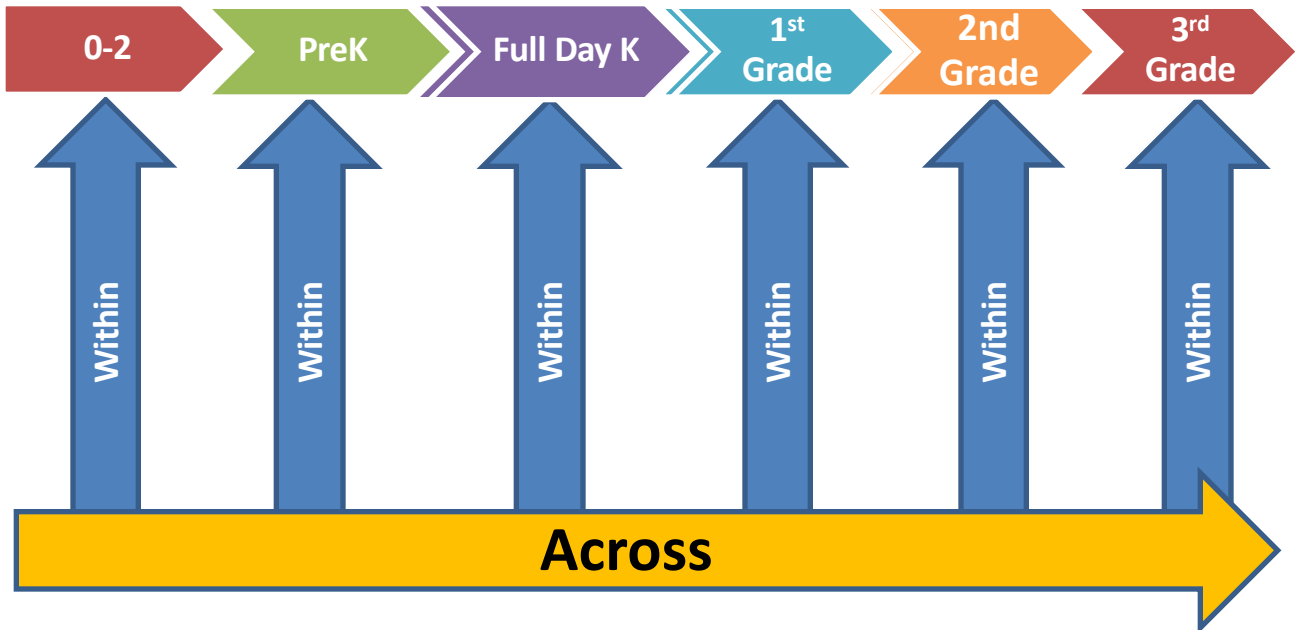 0-2
PreK
Full Day K
1st
Grade
2nd
Grade
3rd
Grade
Within
Within
Within
Within
Within
Within
Across